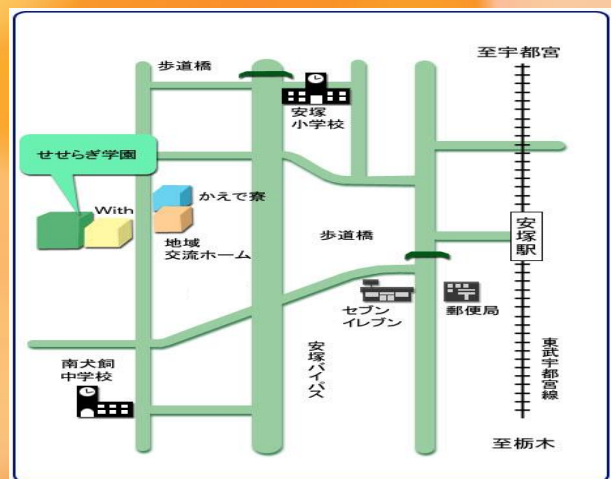 至宇都宮
歩道橋
安塚
小学校
せせらぎ学園
With
かえで寮
地域
交流ホーム
歩道橋
安塚駅
セブン
イレブン
郵便局
南犬飼
中学校
安塚バイパス
東武宇都宮線
至栃木